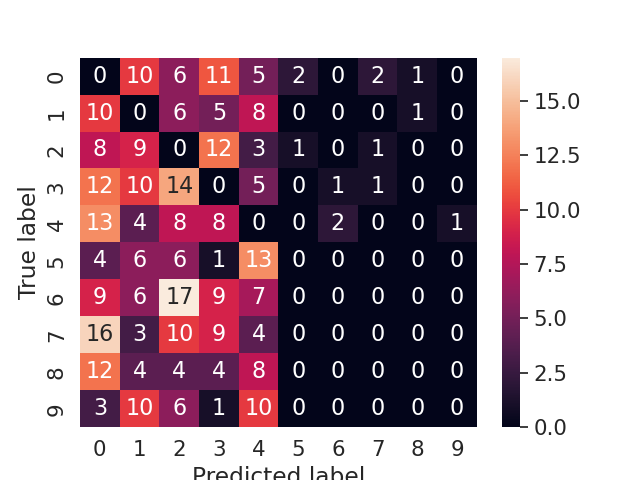 0 0 10 6 11 5 2 0 2 1 0
1 10 0 6 5 8 0 0 0 1 0
2 8 9 0 12 3 1 0 1 0 0
3 12 10 14 0 5 0 1 1 0 0
4 13 4 8 8 0 0 2 0 0 1
5 4 6 6 1 13 0 0 0 0 0
6 9 6 17 9 7 0 0 0 0 0
7 16 3 10 9 4 0 0 0 0 0
8 12 4 4 4 8 0 0 0 0 0
9 3 10 6 1 10 0 0 0 0 0
0 1 2 3 4 5 6 7 8 9
Predicted label
True label
15.0
12.5
10.0
7.5
5.0
2.5
0.0